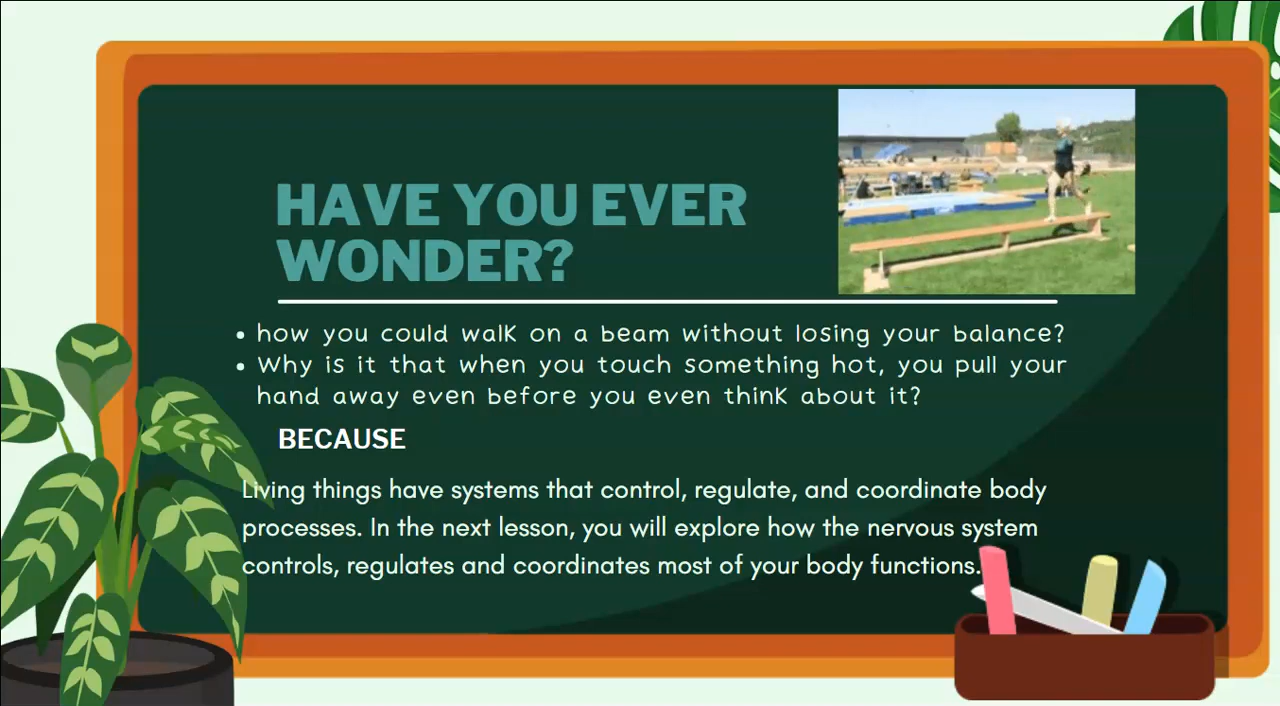 HAVE YOU EVER
WONDER?
how you could walk on a beam without losing your balance?
Why is it that when you touch something hot, you pull your
hand away even before you even think about it?
BECAUSE
Living things have systems that control, regulate, and coordinate body
processes. In the next lesson, you will explore how the nervous system
controls, regulates and coordinates most of your body functions.